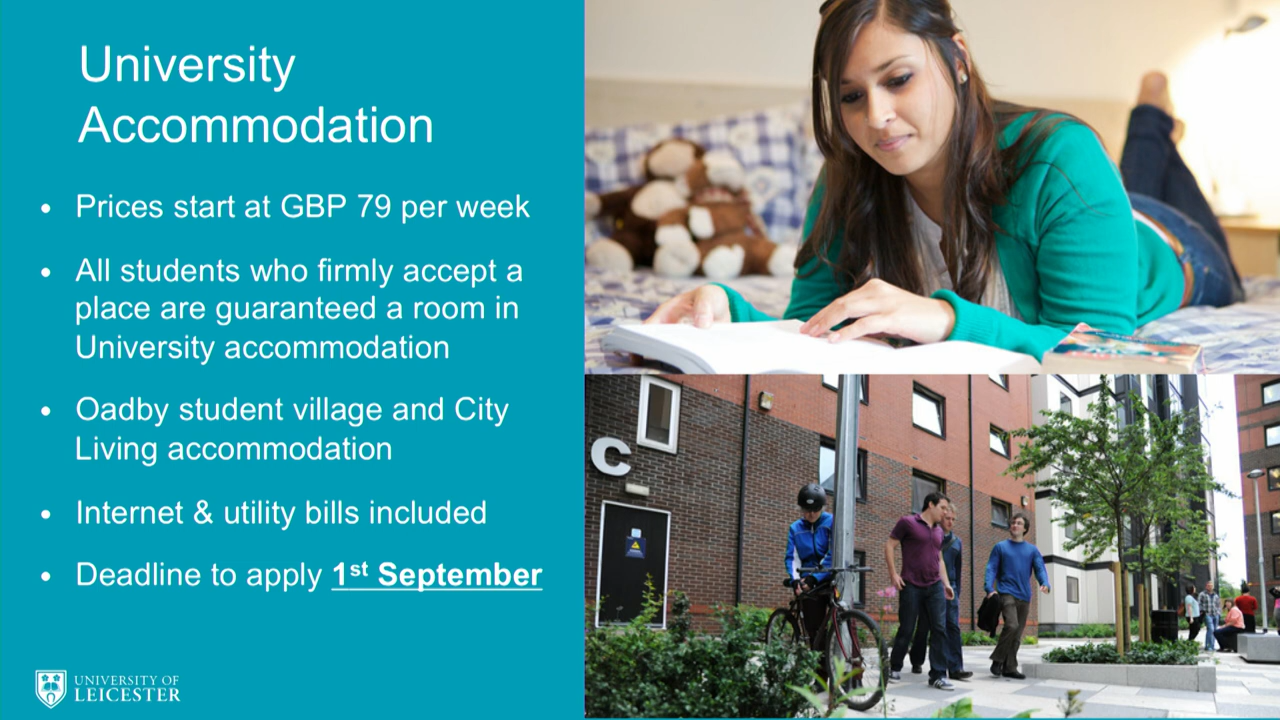 University
Accommodation
• Prices start at GBP 79 per week
• All students who firmly accept a
place are guaranteed a room in
University accommodation
• Oadby student village and City
Living accommodation
• Internet & utility bills included
• Deadline to apply 1st September
UNIVERSITY OF
LEICESTER
C